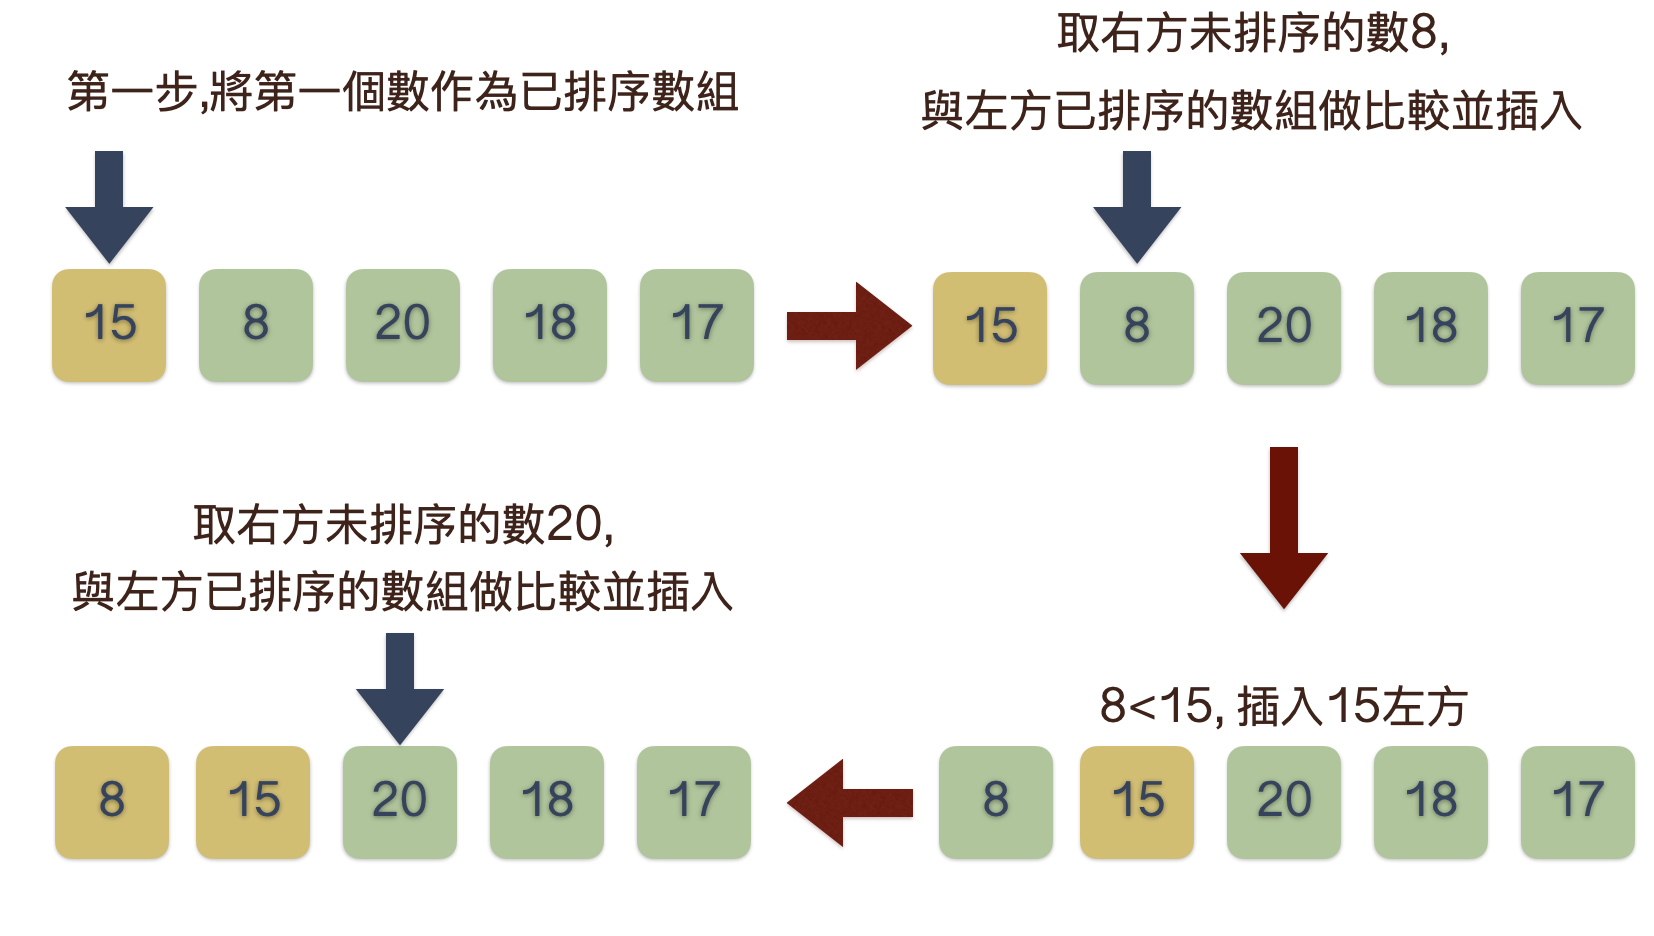 第一步,將第一個數作為已排序數組
15 8 20 18 17
取右方未排序的數8,
與左方已排序的數組做比較並插入
15 8 20 18 17
8<15, 插入15左方
8 15 20 18 17
取右方未排序的數20,
與左方已排序的數組做比較並插入
8 15 20 18 17